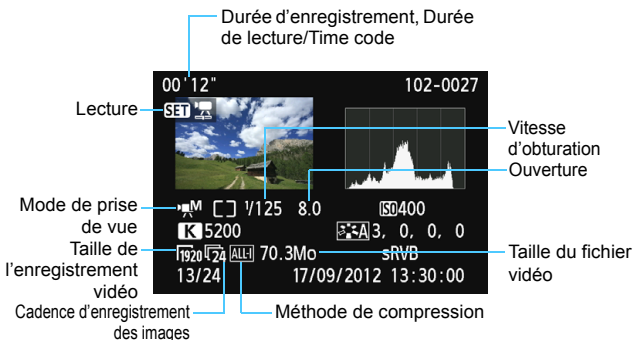 Durée d'enregistrement, Durée
de lecture/Time code
00'12"
102-0027
Lecture
SET
Vitesse
d'obturation
Ouverture
Mode de prise
de vue
M
1/125
8.0
ISO400
K 5200
A 3, 0, 0, 0
Taille de
l'enregistrement
vidéo
1920 24 ALL-I 70.3Mo
sRVB
Taille du fichier
vidéo
13/24
17/09/2012 13:30:00
Cadence d'enregistrement
des images
Méthode de compression